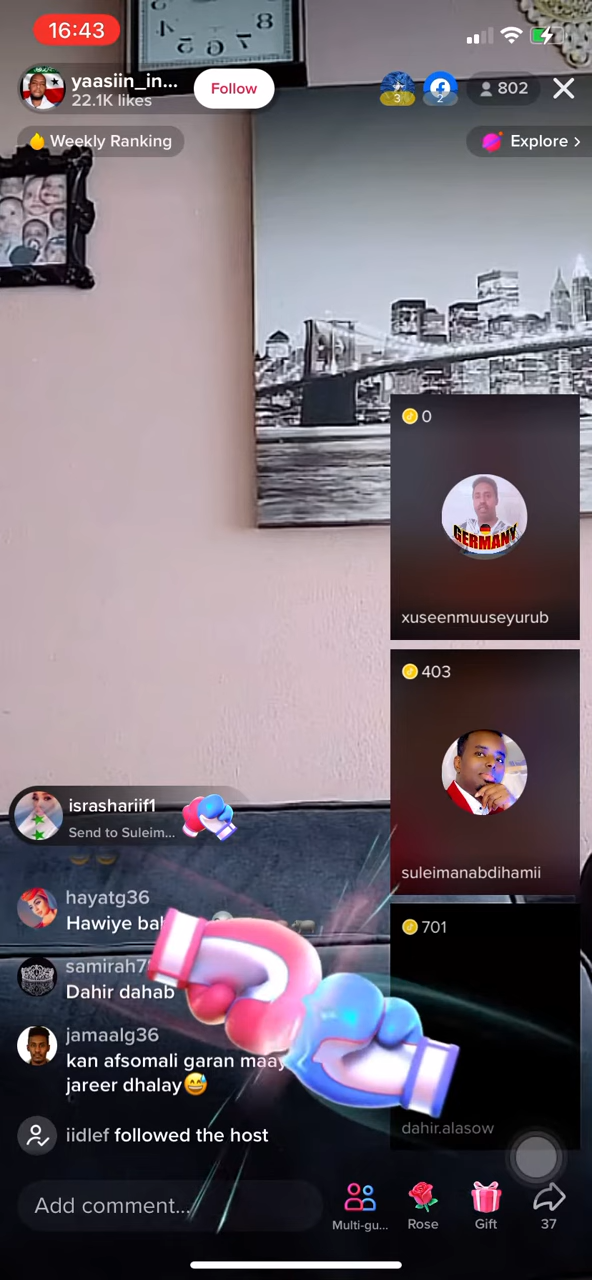 16:43
yaasiin_in...
22.1K likes
Follow
3
2
802
Weekly Ranking
Explore >
0
GERMANY
xuseenmuuseyurub
403
suleimanabdihamii
701
dahir.alasow
israshariif1
Send to Suleim...
hayatg36
Hawiye
samirah7
Dahir dahab
jamaalg36
kan afsomali garan maay
jareer dhalay😅
iidlef followed the host
Add comment...
Multi-gu...
Rose
Gift
37